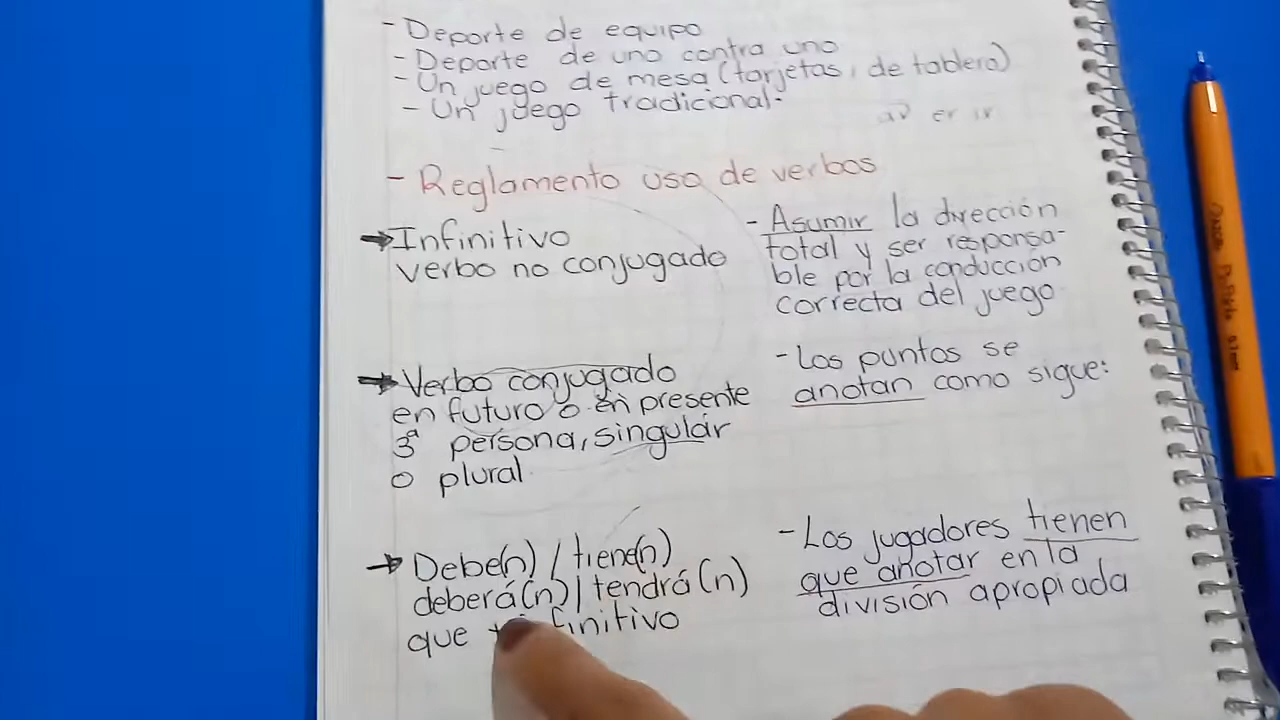 - Deporte de equipo
- Deporte de uno contra uno
- Un juego de mesa (tarjetas, de tablero)
- Un juego tradicional.
ar er ir
- Reglamento uso de verbos
→ Infinitivo
verbo no conjugado
- Asumir la dirección
total y ser responsa-
ble por la conducción
correcta del juego
→ Verbo conjugado
en futuro o en presente
3ª persona, singular
o plural.
- Los puntos se
anotan como sigue:
→ Debe(n) / tiene(n)
deberá(n) / tendrá(n)
que +
- Los jugadores tienen
que anotar en la
división apropiada